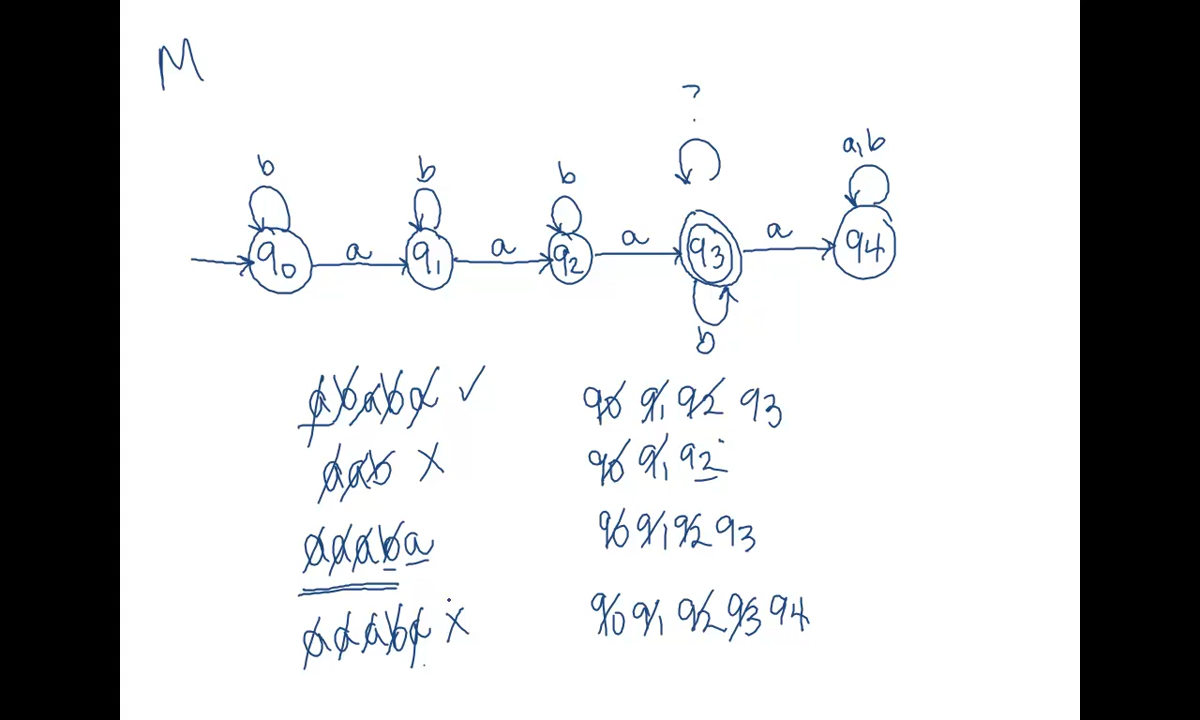 M
?
b b b a,b
q0 a q1 a q2 a q3 a q4
b
ababa ✓ q0 q1 q2 q3
aab X q0 q1 q2
aaaba q0 q1 q2 q3
aaaba X q0 q1 q2 q3 q4